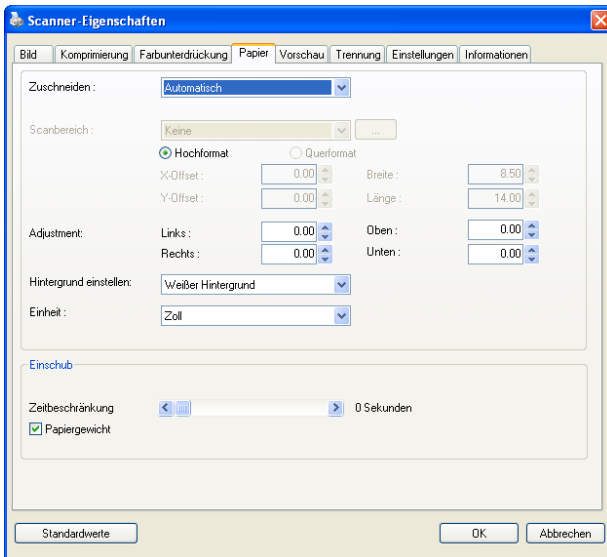 Scanner-Eigenschaften
Bild Komprimierung Farbunterdrückung Papier Vorschau Trennung Einstellungen Informationen
Zuschneiden : Automatisch
Scanbereich : Keine ...
Hochformat Querformat
X-Offset : 0.00 Breite : 8.50
Y-Offset : 0.00 Länge : 14.00
Adjustment: Links : 0.00 Oben : 0.00
Rechts : 0.00 Unten : 0.00
Hintergrund einstellen: Weißer Hintergrund
Einheit : Zoll
Einschub
Zeitbeschränkung 0 Sekunden
Papiergewicht
Standardwerte OK Abbrechen